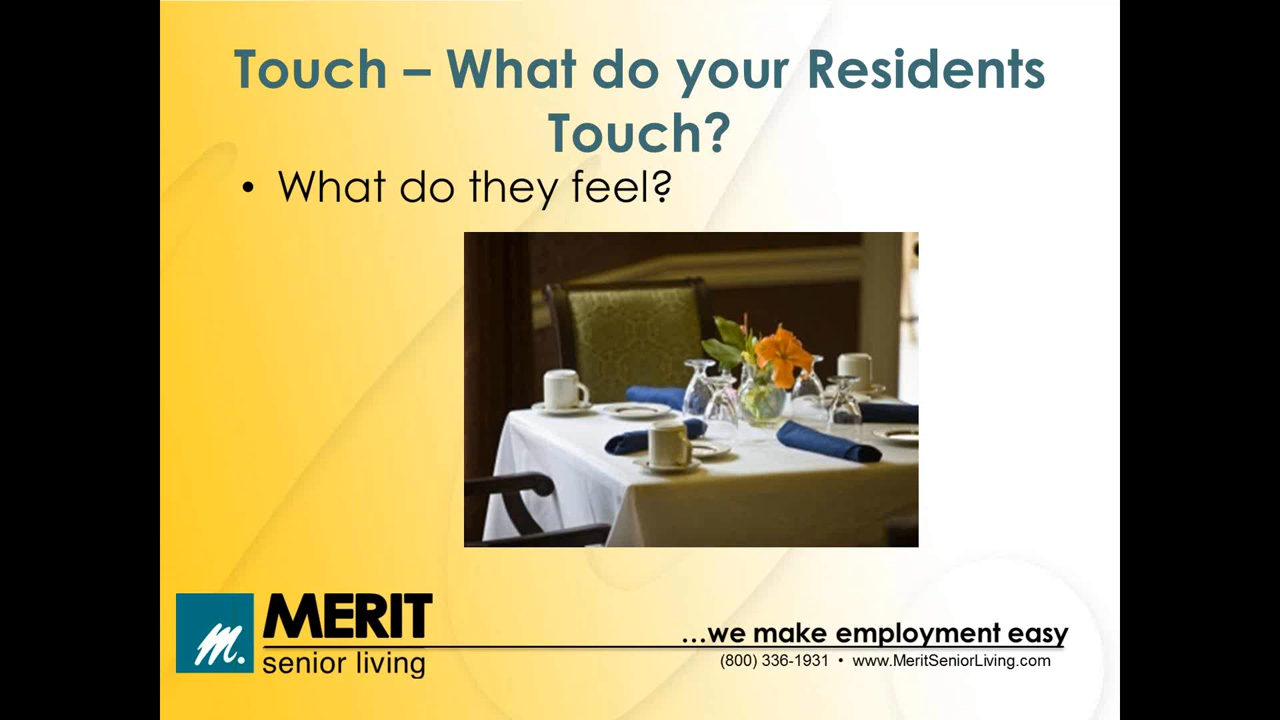 Touch – What do your Residents
Touch?
• What do they feel?
m.
MERIT
senior living
...we make employment easy
(800) 336-1931 • www.MeritSeniorLiving.com